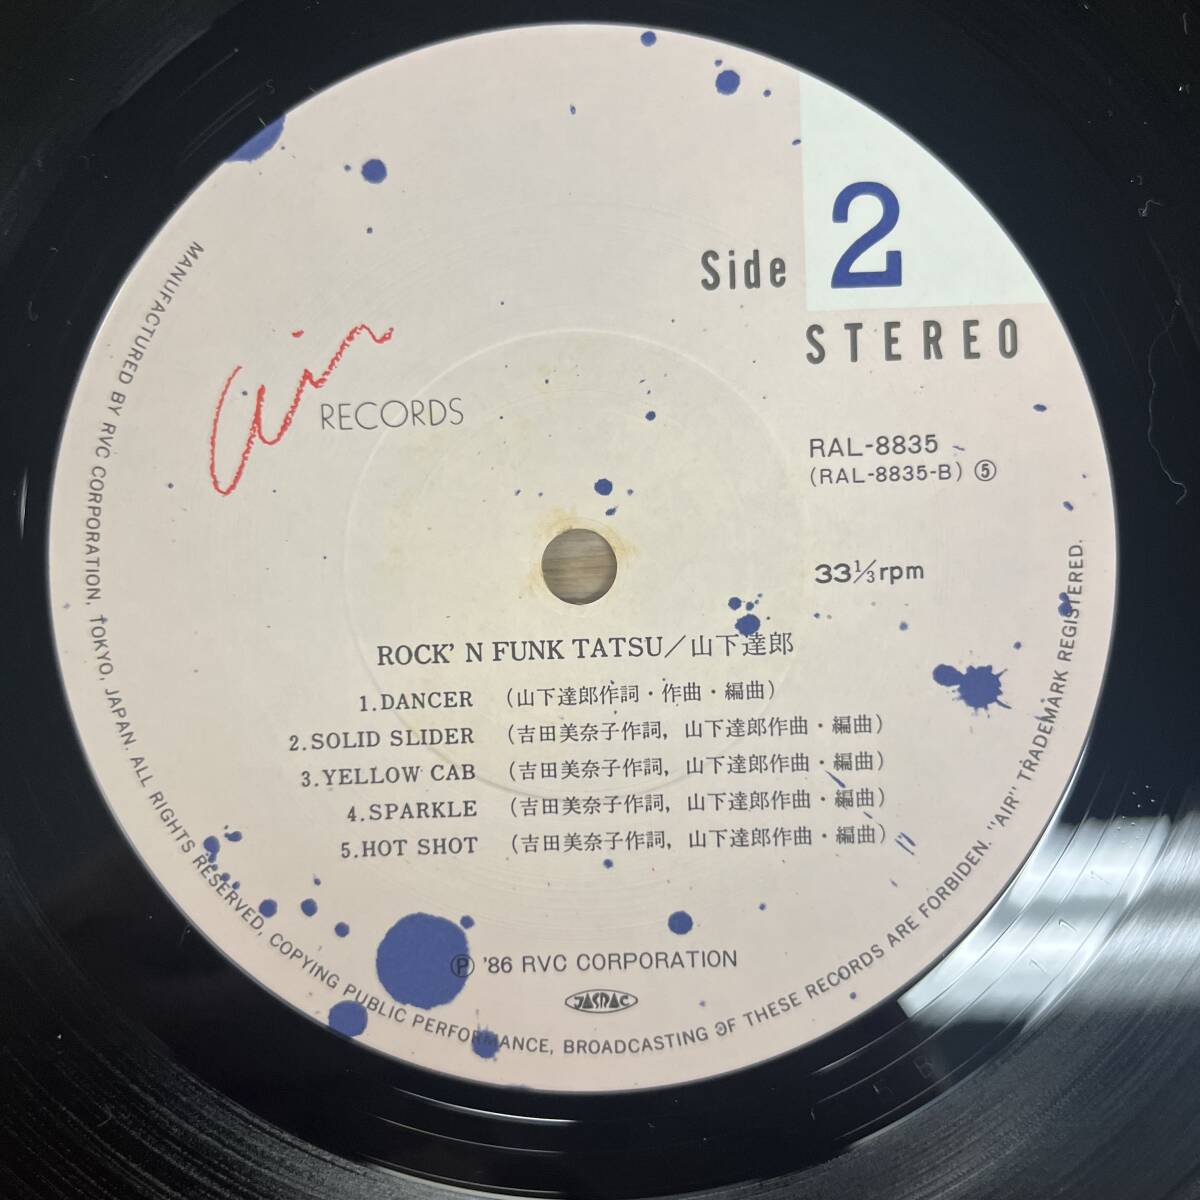 Side 2
STEREO
Air
RECORDS
RAL-8835
(RAL-8835-B) ⑤
33⅓rpm
ROCK' N FUNK TATSU／山下達郎
1.DANCER （山下達郎作詞・作曲・編曲）
2.SOLID SLIDER （吉田美奈子作詞，山下達郎作曲・編曲）
3.YELLOW CAB （吉田美奈子作詞，山下達郎作曲・編曲）
4.SPARKLE （吉田美奈子作詞，山下達郎作曲・編曲）
5.HOT SHOT （吉田美奈子作詞，山下達郎作曲・編曲）
Ⓟ '86 RVC CORPORATION
JASRAC
MANUFACTURED BY RVC CORPORATION, TOKYO, JAPAN. ALL RIGHTS RESERVED, COPYING PUBLIC PERFORMANCE, BROADCASTING OF THESE RECORDS ARE FORBIDEN. "AIR" TRADEMARK REGISTERED.